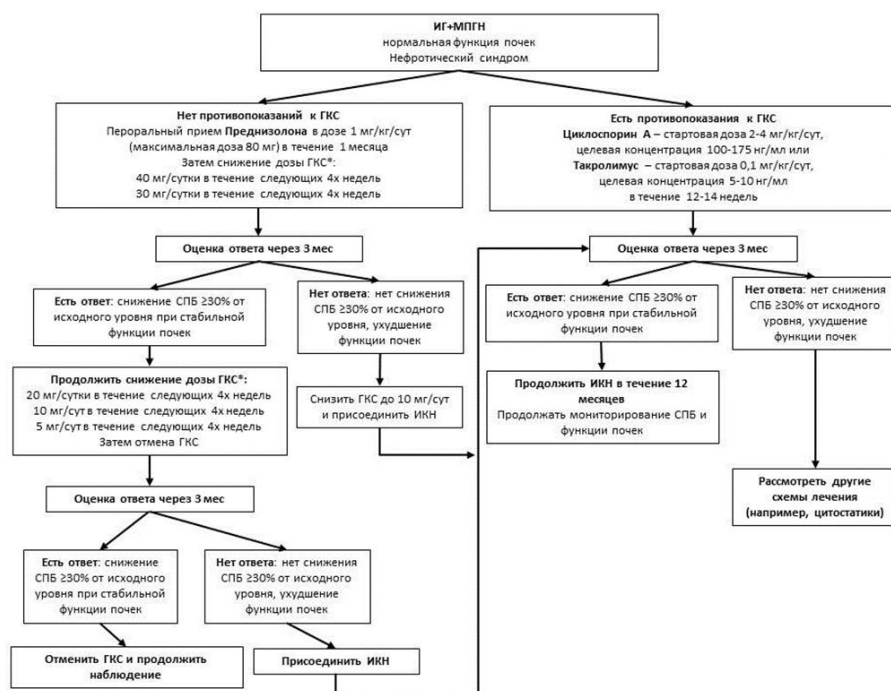 ИГ+МПГН
нормальная функция почек
Нефротический синдром
Нет противопоказаний к ГКС
Пероральный прием Преднизолона в дозе 1 мг/кг/сут
(максимальная доза 80 мг) в течение 1 месяца
Затем снижение дозы ГКС*:
40 мг/сутки в течение следующих 4х недель
30 мг/сутки в течение следующих 4х недель
Есть противопоказания к ГКС
Циклоспорин А – стартовая доза 2-4 мг/кг/сут,
целевая концентрация 100-175 нг/мл или
Такролимус – стартовая доза 0,1 мг/кг/сут,
целевая концентрация 5-10 нг/мл
в течение 12-14 недель
Оценка ответа через 3 мес
Оценка ответа через 3 мес
Есть ответ: снижение СПБ ≥30% от
исходного уровня при стабильной
функции почек
Нет ответа: нет снижения
СПБ ≥30% от исходного
уровня, ухудшение
функции почек
Есть ответ: снижение СПБ ≥30% от
исходного уровня при стабильной
функции почек
Нет ответа: нет снижения
СПБ ≥30% от исходного
уровня, ухудшение
функции почек
Продолжить снижение дозы ГКС*:
20 мг/сутки в течение следующих 4х недель
10 мг/сут в течение следующих 4х недель
5 мг/сут в течение следующих 4х недель
Затем отмена ГКС
Снизить ГКС до 10 мг/сут
и присоединить ИКН
Продолжить ИКН в течение 12
месяцев
Продолжать мониторирование СПБ и
функции почек
Рассмотреть другие
схемы лечения
(например, цитостатики)
Оценка ответа через 3 мес
Есть ответ: снижение
СПБ ≥30% от исходного
уровня при стабильной
функции почек
Нет ответа: нет снижения
СПБ ≥30% от исходного
уровня, ухудшение
функции почек
Отменить ГКС и продолжить
наблюдение
Присоединить ИКН